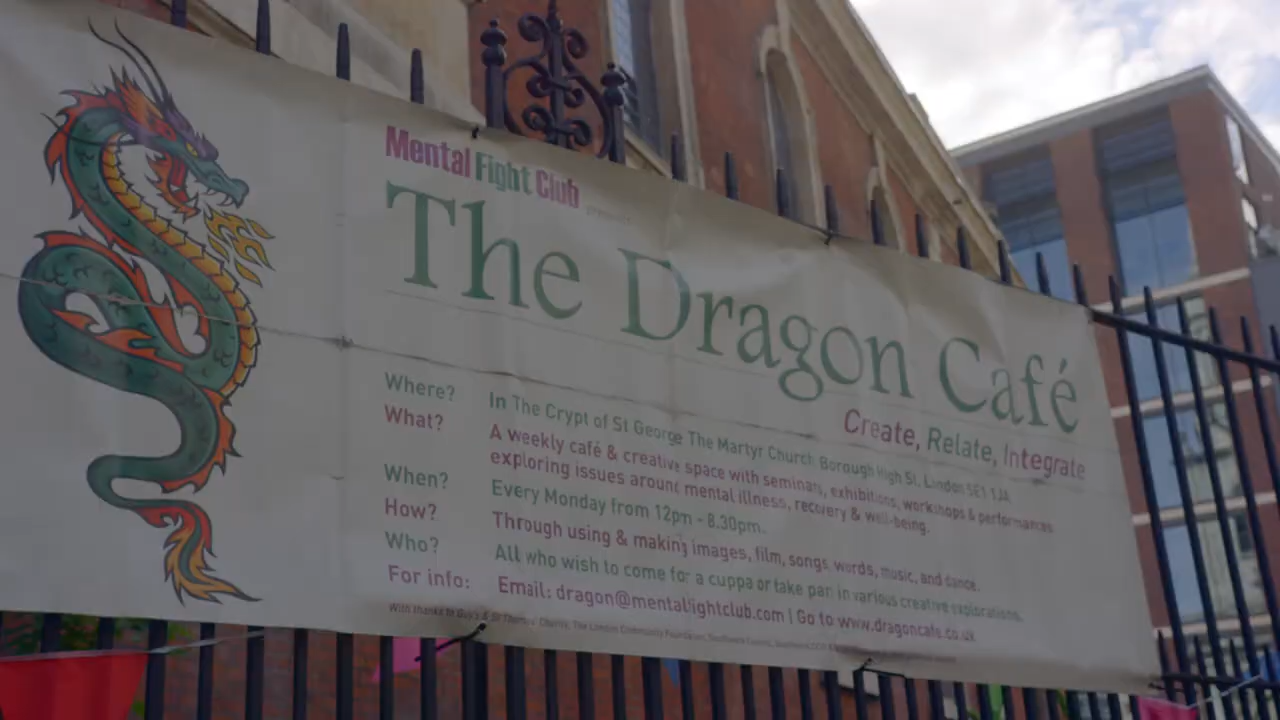 Mental Fight Club
The Dragon Café
Create, Relate, Integrate
Where? In The Crypt of St George The Martyr Church Borough High St, London SE1 1JA
What? A weekly café & creative space with seminars, exhibitions, workshops & performances
exploring issues around mental illness, recovery & well-being.
When? Every Monday from 12pm - 8.30pm.
How? Through using & making images, film, songs, words, music, and dance.
Who? All who wish to come for a cuppa or take part in various creative explorations.
For info: Email: dragon@mentalfightclub.com | Go to www.dragoncafe.co.uk
With thanks to Guy's & St Thomas' Charity, The London Community Foundation,